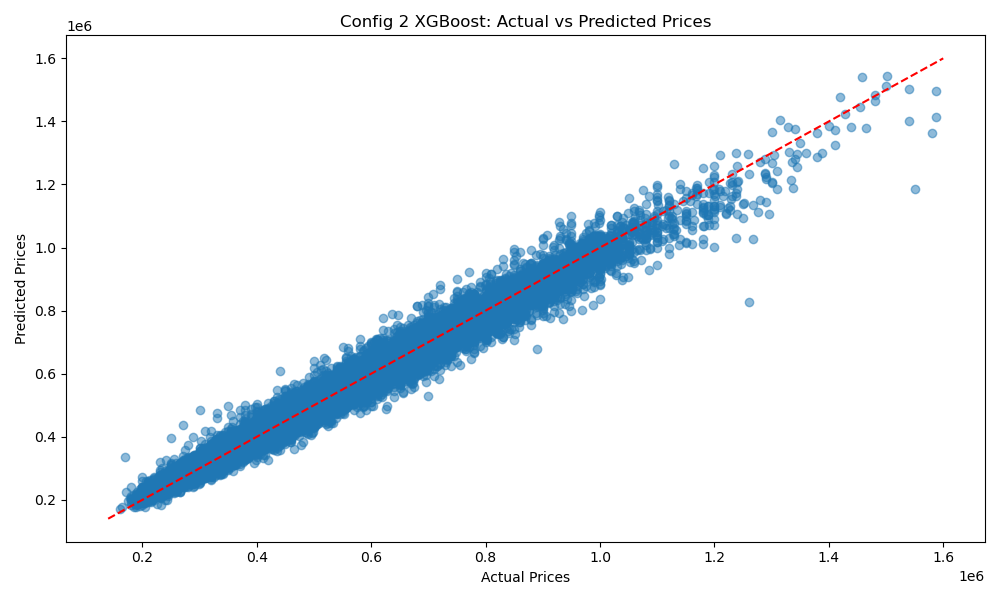 Config 2 XGBoost: Actual vs Predicted Prices
1e6
1.6
1.4
1.2
1.0
0.8
0.6
0.4
0.2
Predicted Prices
0.2 0.4 0.6 0.8 1.0 1.2 1.4 1.6
Actual Prices
1e6